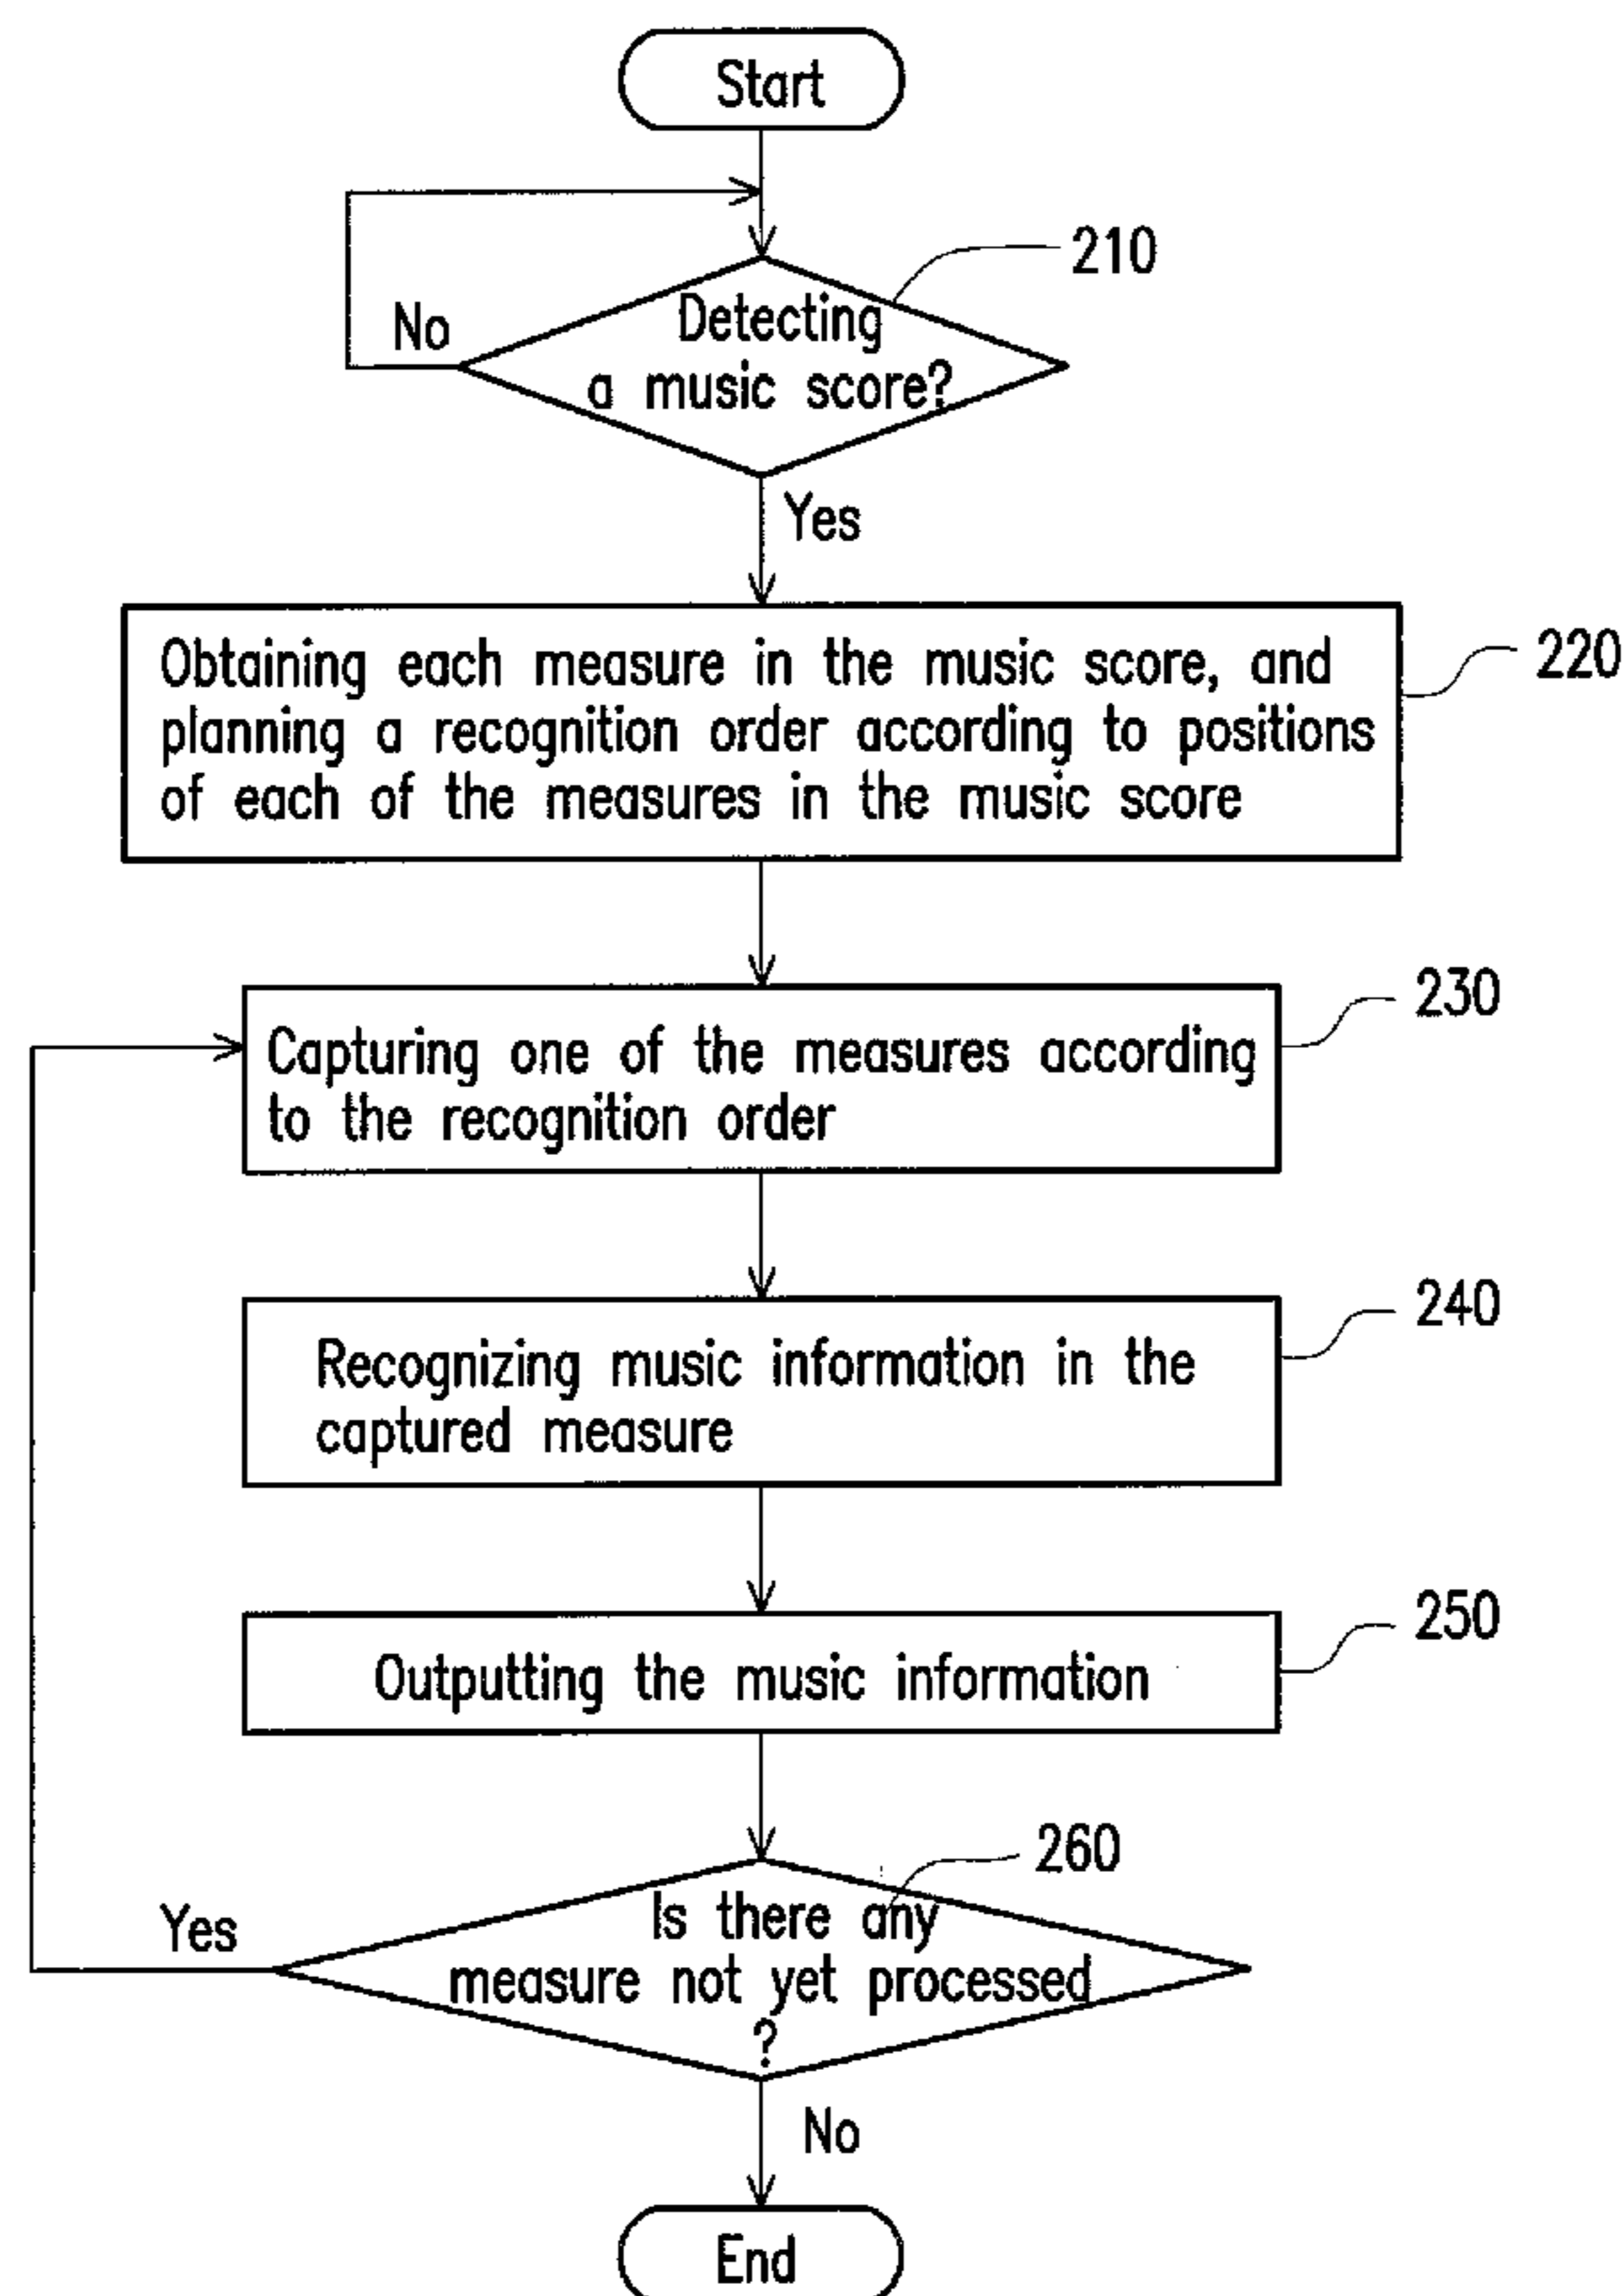 Start
210
Detecting
a music score?
No
Yes
220
Obtaining each measure in the music score, and
planning a recognition order according to positions
of each of the measures in the music score
230
Capturing one of the measures according
to the recognition order
240
Recognizing music information in the
captured measure
250
Outputting the music information
260
Is there any
measure not yet processed
?
Yes
No
End